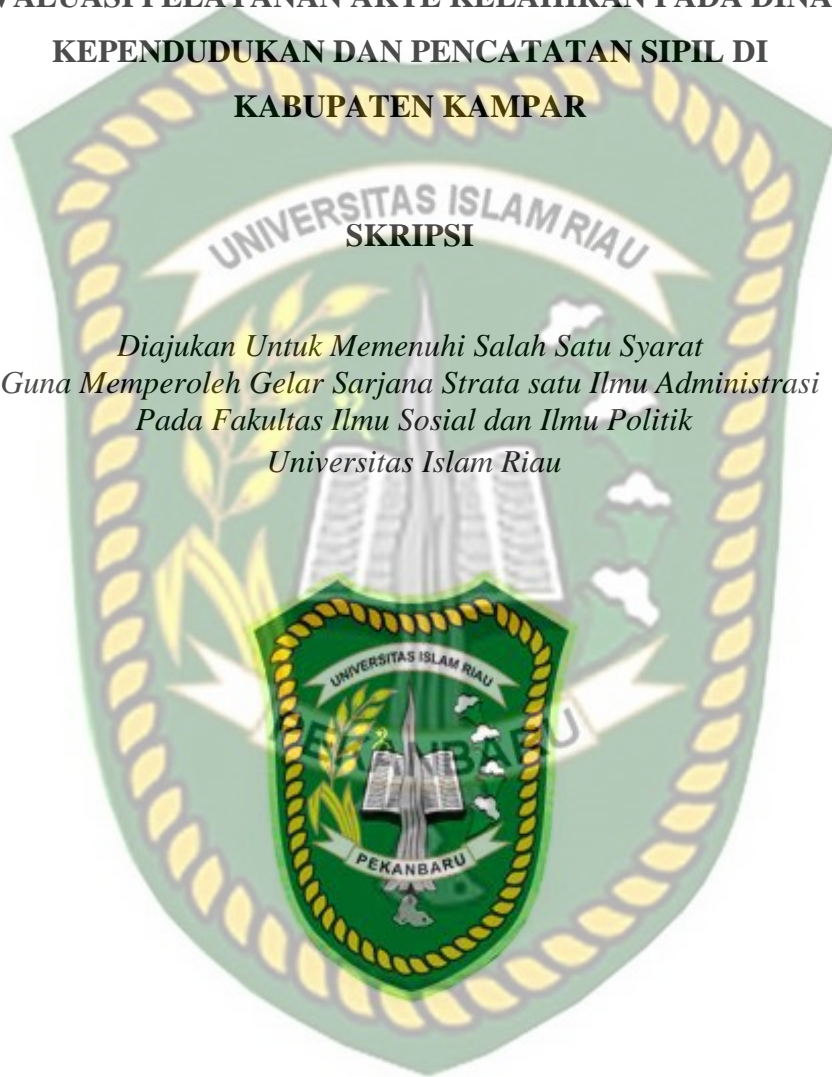 VALUASI PELAYANAN AKTE KELAHIRAN PADA DINA
KEPENDUDUKAN DAN PENCATATAN SIPIL DI
KABUPATEN KAMPAR
UNIVERSITAS ISLAM RIAU
SKRIPSI
Diajukan Untuk Memenuhi Salah Satu Syarat
Guna Memperoleh Gelar Sarjana Strata satu Ilmu Administrasi
Pada Fakultas Ilmu Sosial dan Ilmu Politik
Universitas Islam Riau
UNIVERSITAS ISLAM RIAU
PEKANBARU
PEKANBARU